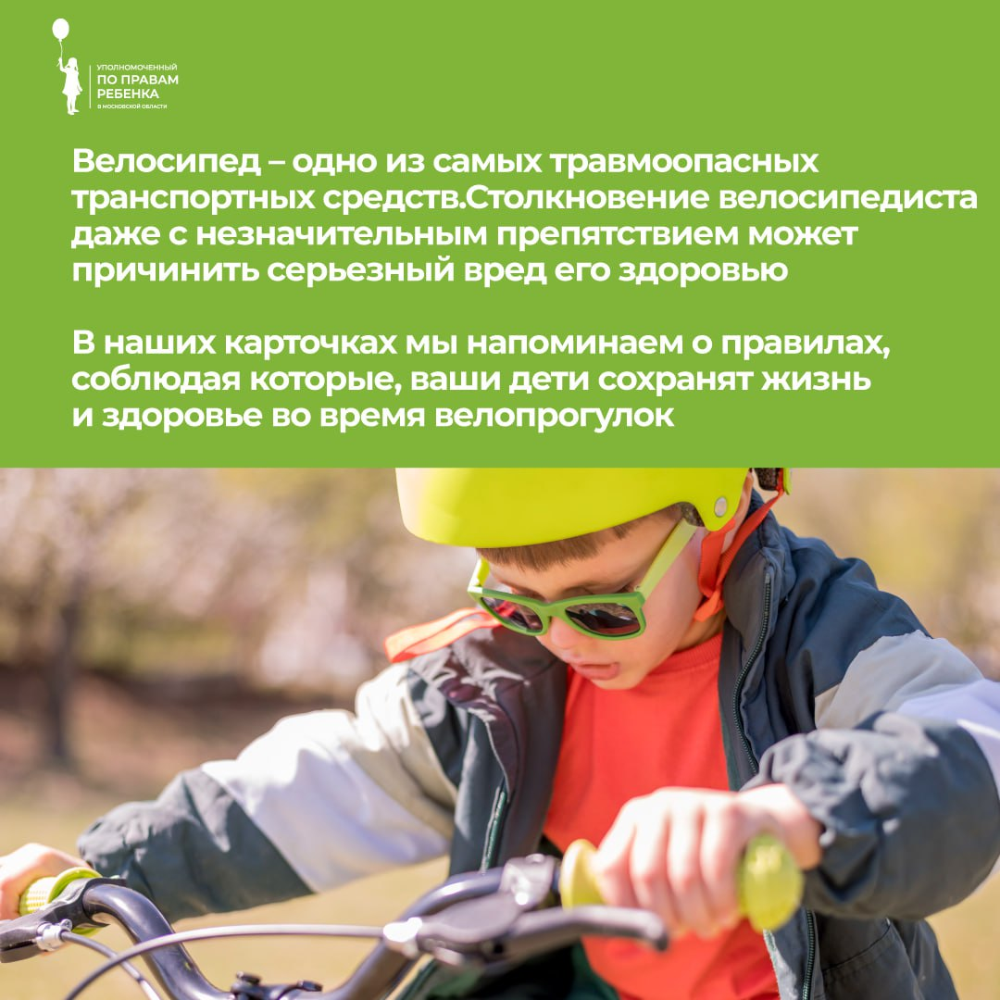 УПОЛНОМОЧЕННЫЙ
ПО ПРАВАМ
РЕБЕНКА
В МОСКОВСКОЙ ОБЛАСТИ
Велосипед – одно из самых травмоопасных
транспортных средств.Столкновение велосипедиста
даже с незначительным препятствием может
причинить серьезный вред его здоровью
В наших карточках мы напоминаем о правилах,
соблюдая которые, ваши дети сохранят жизнь
и здоровье во время велопрогулок